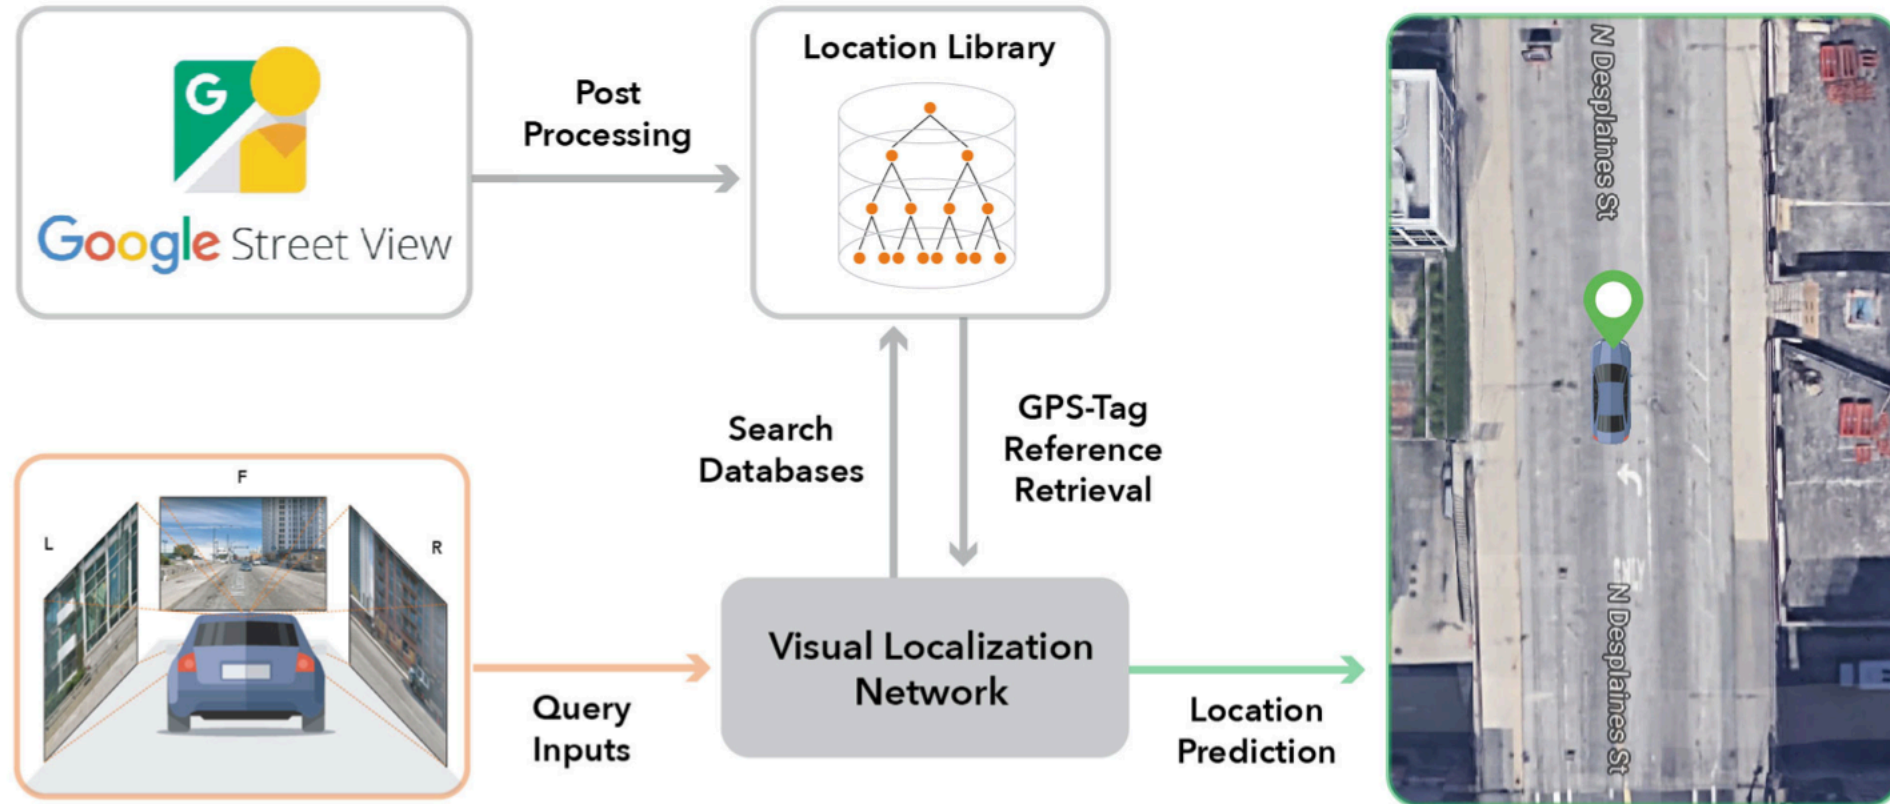 G
Google Street View
Post
Processing
Location Library
Search
Databases
GPS-Tag
Reference
Retrieval
F
L
R
Query
Inputs
Visual Localization
Network
Location
Prediction
N Desplaines St
N Desplaines St